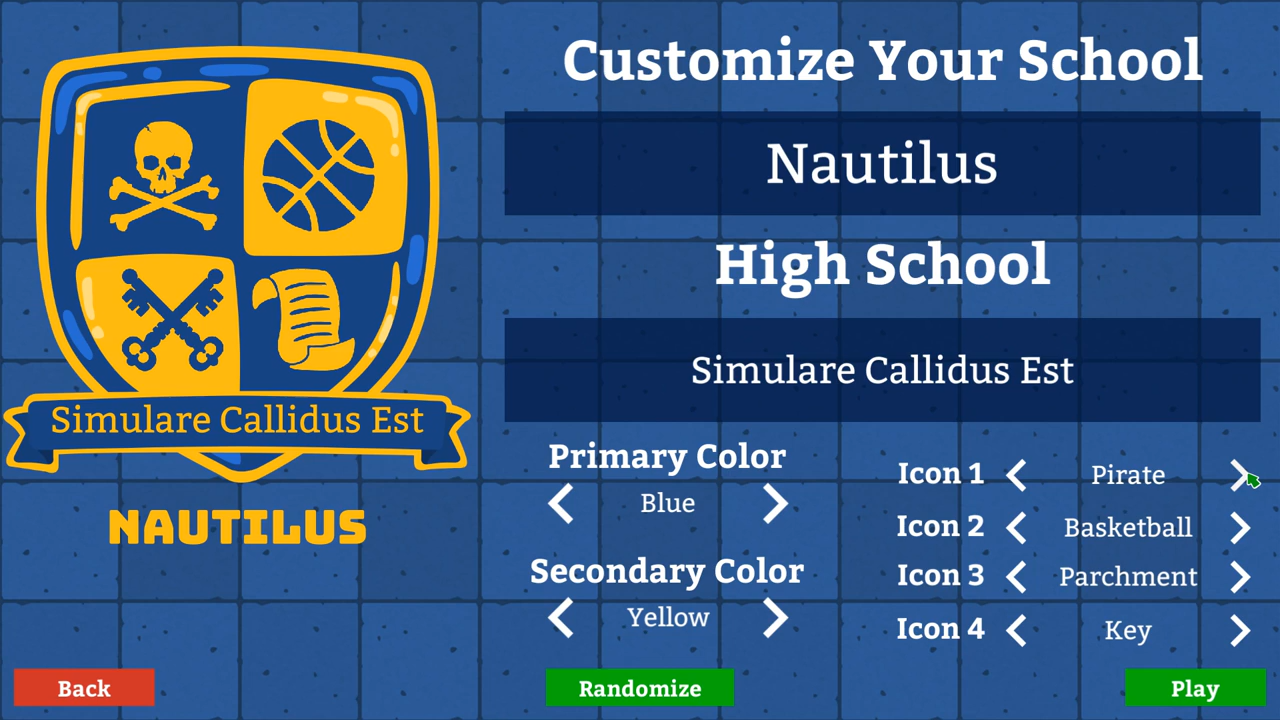 Customize Your School
Nautilus
High School
Simulare Callidus Est
Simulare Callidus Est
NAUTILUS
Primary Color
Blue
Secondary Color
Yellow
Icon 1 Pirate
Icon 2 Basketball
Icon 3 Parchment
Icon 4 Key
Back
Randomize
Play